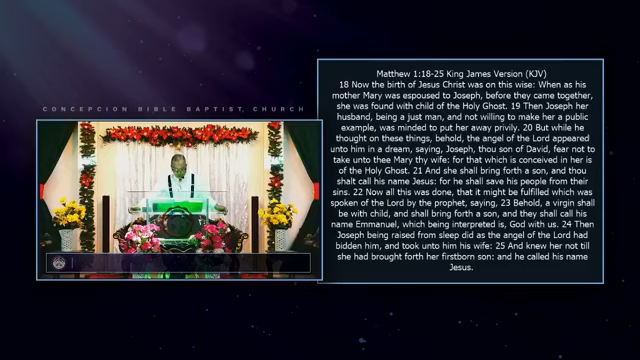 CONCEPCION BIBLE BAPTIST CHURCH
Matthew 1:18-25 King James Version (KJV)
18 Now the birth of Jesus Christ was on this wise: When as his
mother Mary was espoused to Joseph, before they came together,
she was found with child of the Holy Ghost. 19 Then Joseph her
husband, being a just man, and not willing to make her a public
example, was minded to put her away privily. 20 But while he
thought on these things, behold, the angel of the Lord appeared
unto him in a dream, saying, Joseph, thou son of David, fear not to
take unto thee Mary thy wife: for that which is conceived in her is
of the Holy Ghost. 21 And she shall bring forth a son, and thou
shalt call his name Jesus: for he shall save his people from their
sins. 22 Now all this was done, that it might be fulfilled which was
spoken of the Lord by the prophet, saying, 23 Behold, a virgin shall
be with child, and shall bring forth a son, and they shall call his
name Emmanuel, which being interpreted is, God with us. 24 Then
Joseph being raised from sleep did as the angel of the Lord had
bidden him, and took unto him his wife: 25 And knew her not till
she had brought forth her firstborn son: and he called his name
Jesus.